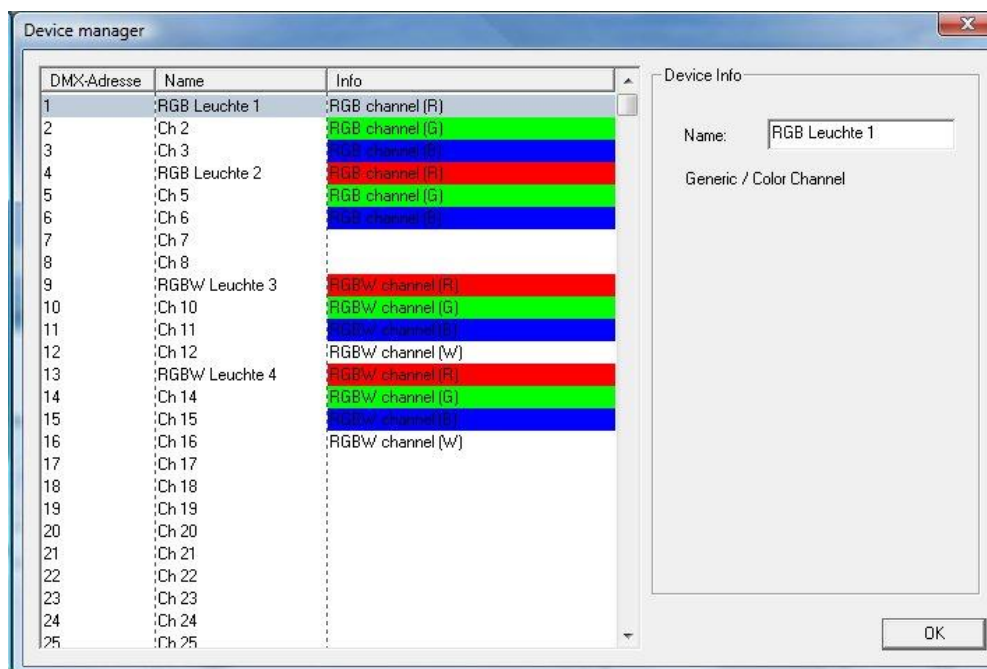 Device manager
DMX-Adresse Name Info
1 RGB Leuchte 1 RGB channel (R)
2 Ch 2 RGB channel (G)
3 Ch 3 RGB channel (B)
4 RGB Leuchte 2 RGB channel (R)
5 Ch 5 RGB channel (G)
6 Ch 6 RGB channel (B)
7 Ch 7
8 Ch 8
9 RGBW Leuchte 3 RGBW channel (R)
10 Ch 10 RGBW channel (G)
11 Ch 11 RGBW channel (B)
12 Ch 12 RGBW channel (W)
13 RGBW Leuchte 4 RGBW channel (R)
14 Ch 14 RGBW channel (G)
15 Ch 15 RGBW channel (B)
16 Ch 16 RGBW channel (W)
17 Ch 17
18 Ch 18
19 Ch 19
20 Ch 20
21 Ch 21
22 Ch 22
23 Ch 23
24 Ch 24
25 Ch 25
Device Info
Name: RGB Leuchte 1
Generic / Color Channel
OK